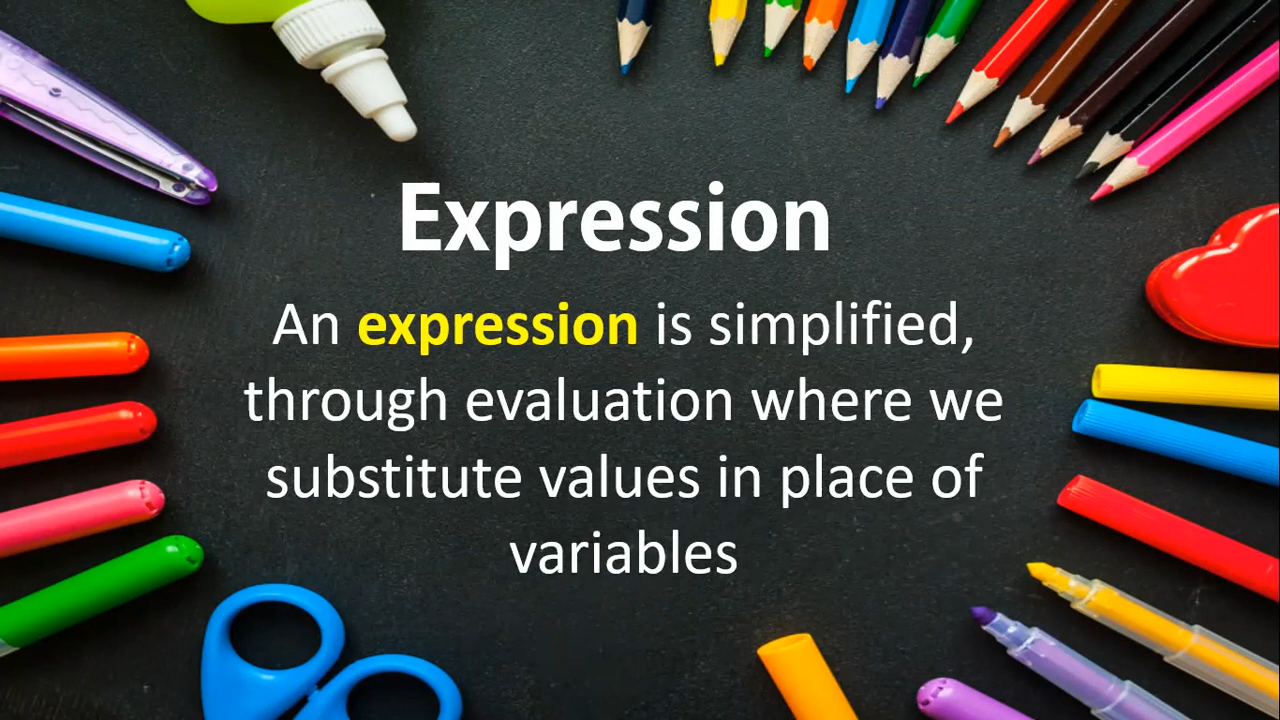 Expression
An expression is simplified,
through evaluation where we
substitute values in place of
variables